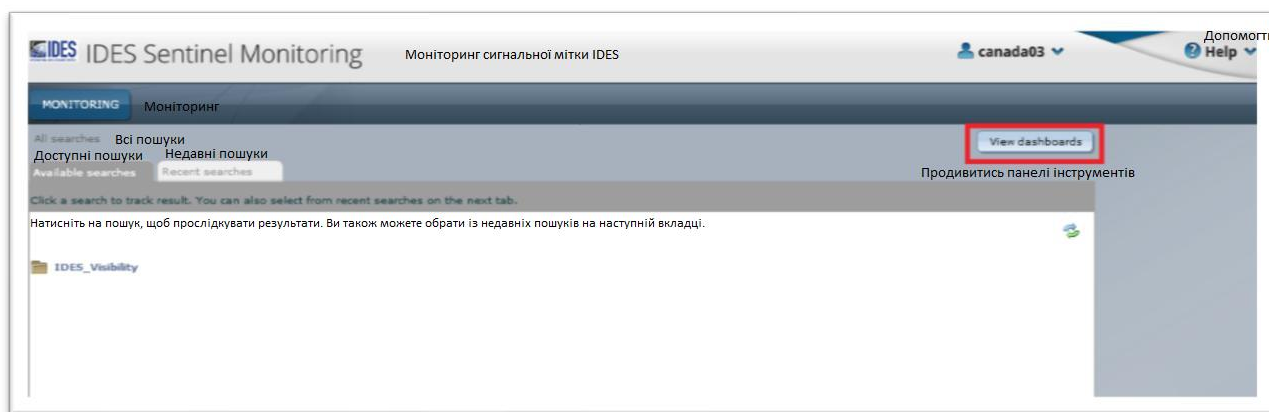 IDES IDES Sentinel Monitoring Моніторинг сигнальної мітки IDES canada03 Допомогти
Help
MONITORING Моніторинг
All searches Всі пошуки View dashboards
Доступні пошуки Недавні пошуки
Available searches Recent searches Продивитись панелі інструментів
Click a search to track result. You can also select from recent searches on the next tab.
Натисніть на пошук, щоб прослідкувати результати. Ви також можете обрати із недавніх пошуків на наступній вкладці.
IDES_Visibility